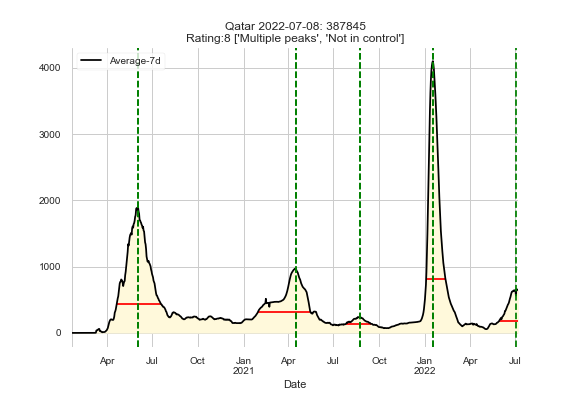 Qatar 2022-07-08: 387845
Rating:8 ['Multiple peaks', 'Not in control']
Average-7d
4000
3000
2000
1000
0
Apr Jul Oct Jan Apr Jul Oct Jan Apr Jul
2021 2022
Date